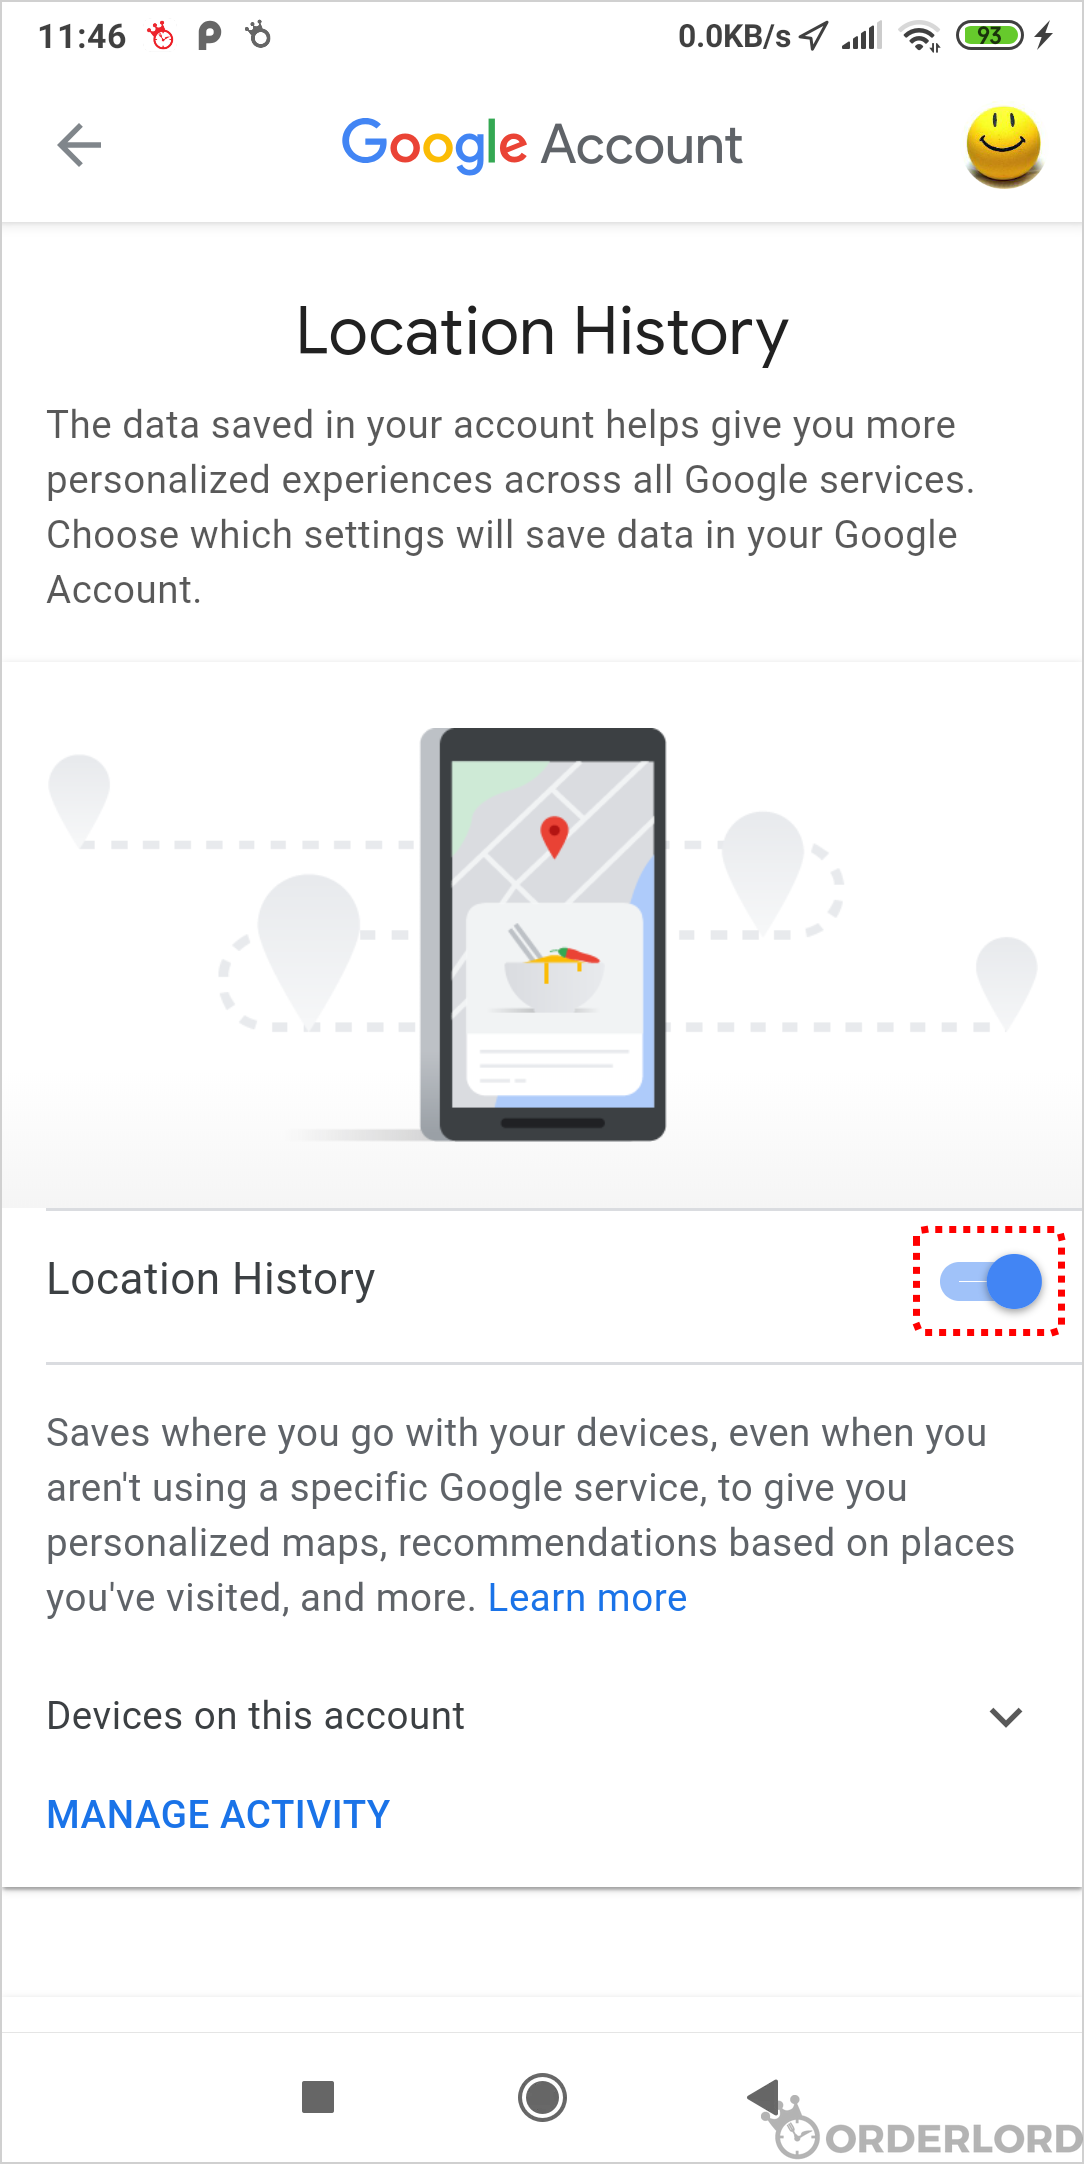 11:46 0.0KB/s 93
Google Account
Location History
The data saved in your account helps give you more
personalized experiences across all Google services.
Choose which settings will save data in your Google
Account.
Location History
Saves where you go with your devices, even when you
aren't using a specific Google service, to give you
personalized maps, recommendations based on places
you've visited, and more. Learn more
Devices on this account
MANAGE ACTIVITY
ORDERLORD